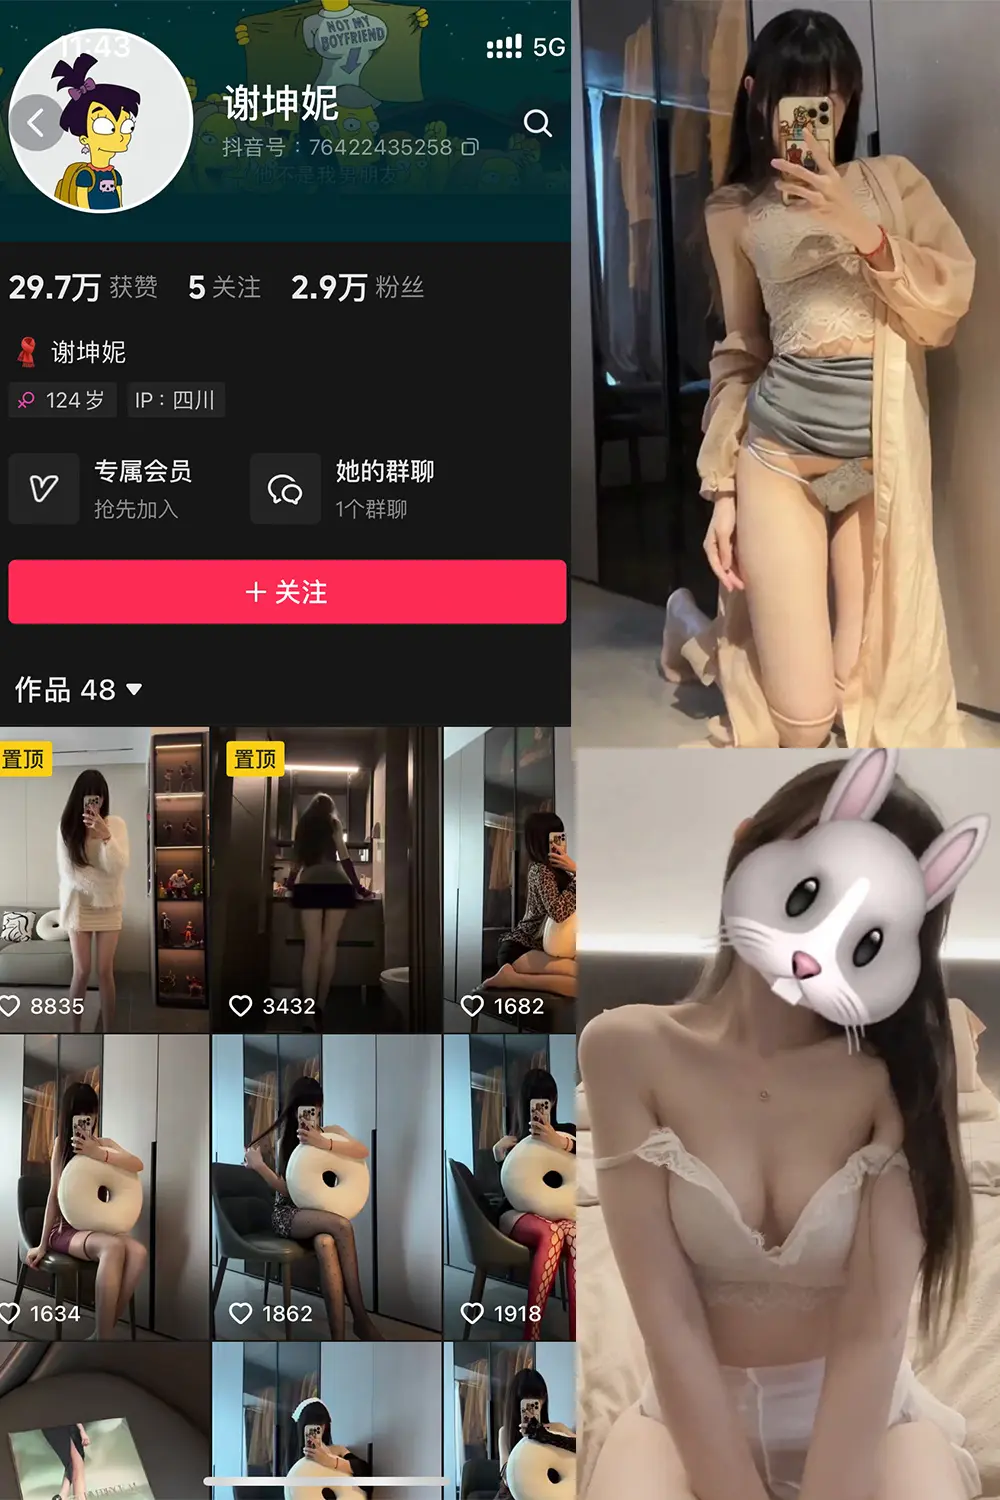 11:43
5G
NOT MY
BOYFRIEND
谢坤妮
抖音号：76422435258
他不是我男朋友
29.7万 获赞 5 关注 2.9万 粉丝
谢坤妮
124岁 IP：四川
专属会员
抢先加入
她的群聊
1个群聊
+ 关注
作品 48
置顶
置顶
8835
3432
1682
1634
1862
1918